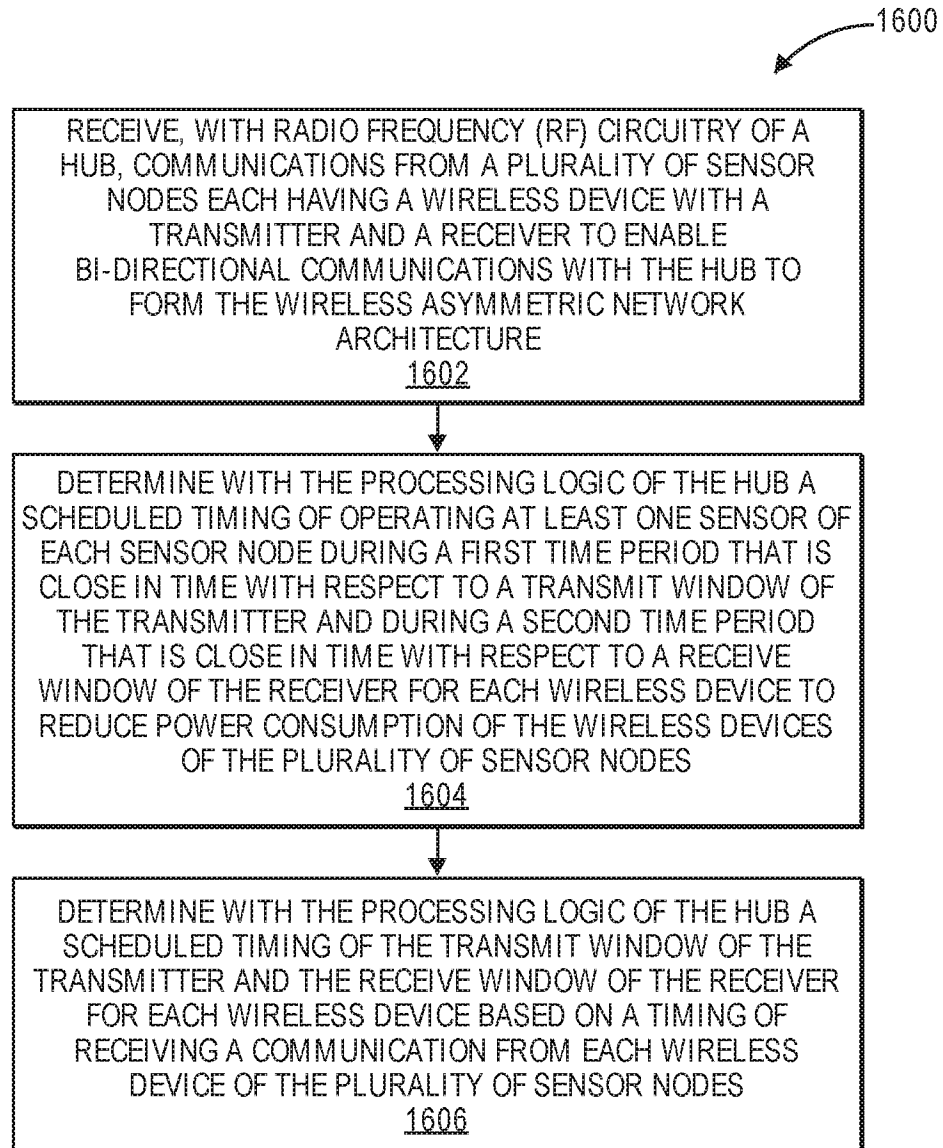 1600
RECEIVE, WITH RADIO FREQUENCY (RF) CIRCUITRY OF A
HUB, COMMUNICATIONS FROM A PLURALITY OF SENSOR
NODES EACH HAVING A WIRELESS DEVICE WITH A
TRANSMITTER AND A RECEIVER TO ENABLE
BI-DIRECTIONAL COMMUNICATIONS WITH THE HUB TO
FORM THE WIRELESS ASYMMETRIC NETWORK
ARCHITECTURE
1602
DETERMINE WITH THE PROCESSING LOGIC OF THE HUB A
SCHEDULED TIMING OF OPERATING AT LEAST ONE SENSOR OF
EACH SENSOR NODE DURING A FIRST TIME PERIOD THAT IS
CLOSE IN TIME WITH RESPECT TO A TRANSMIT WINDOW OF
THE TRANSMITTER AND DURING A SECOND TIME PERIOD
THAT IS CLOSE IN TIME WITH RESPECT TO A RECEIVE
WINDOW OF THE RECEIVER FOR EACH WIRELESS DEVICE TO
REDUCE POWER CONSUMPTION OF THE WIRELESS DEVICES
OF THE PLURALITY OF SENSOR NODES
1604
DETERMINE WITH THE PROCESSING LOGIC OF THE HUB A
SCHEDULED TIMING OF THE TRANSMIT WINDOW OF THE
TRANSMITTER AND THE RECEIVE WINDOW OF THE RECEIVER
FOR EACH WIRELESS DEVICE BASED ON A TIMING OF
RECEIVING A COMMUNICATION FROM EACH WIRELESS
DEVICE OF THE PLURALITY OF SENSOR NODES
1606